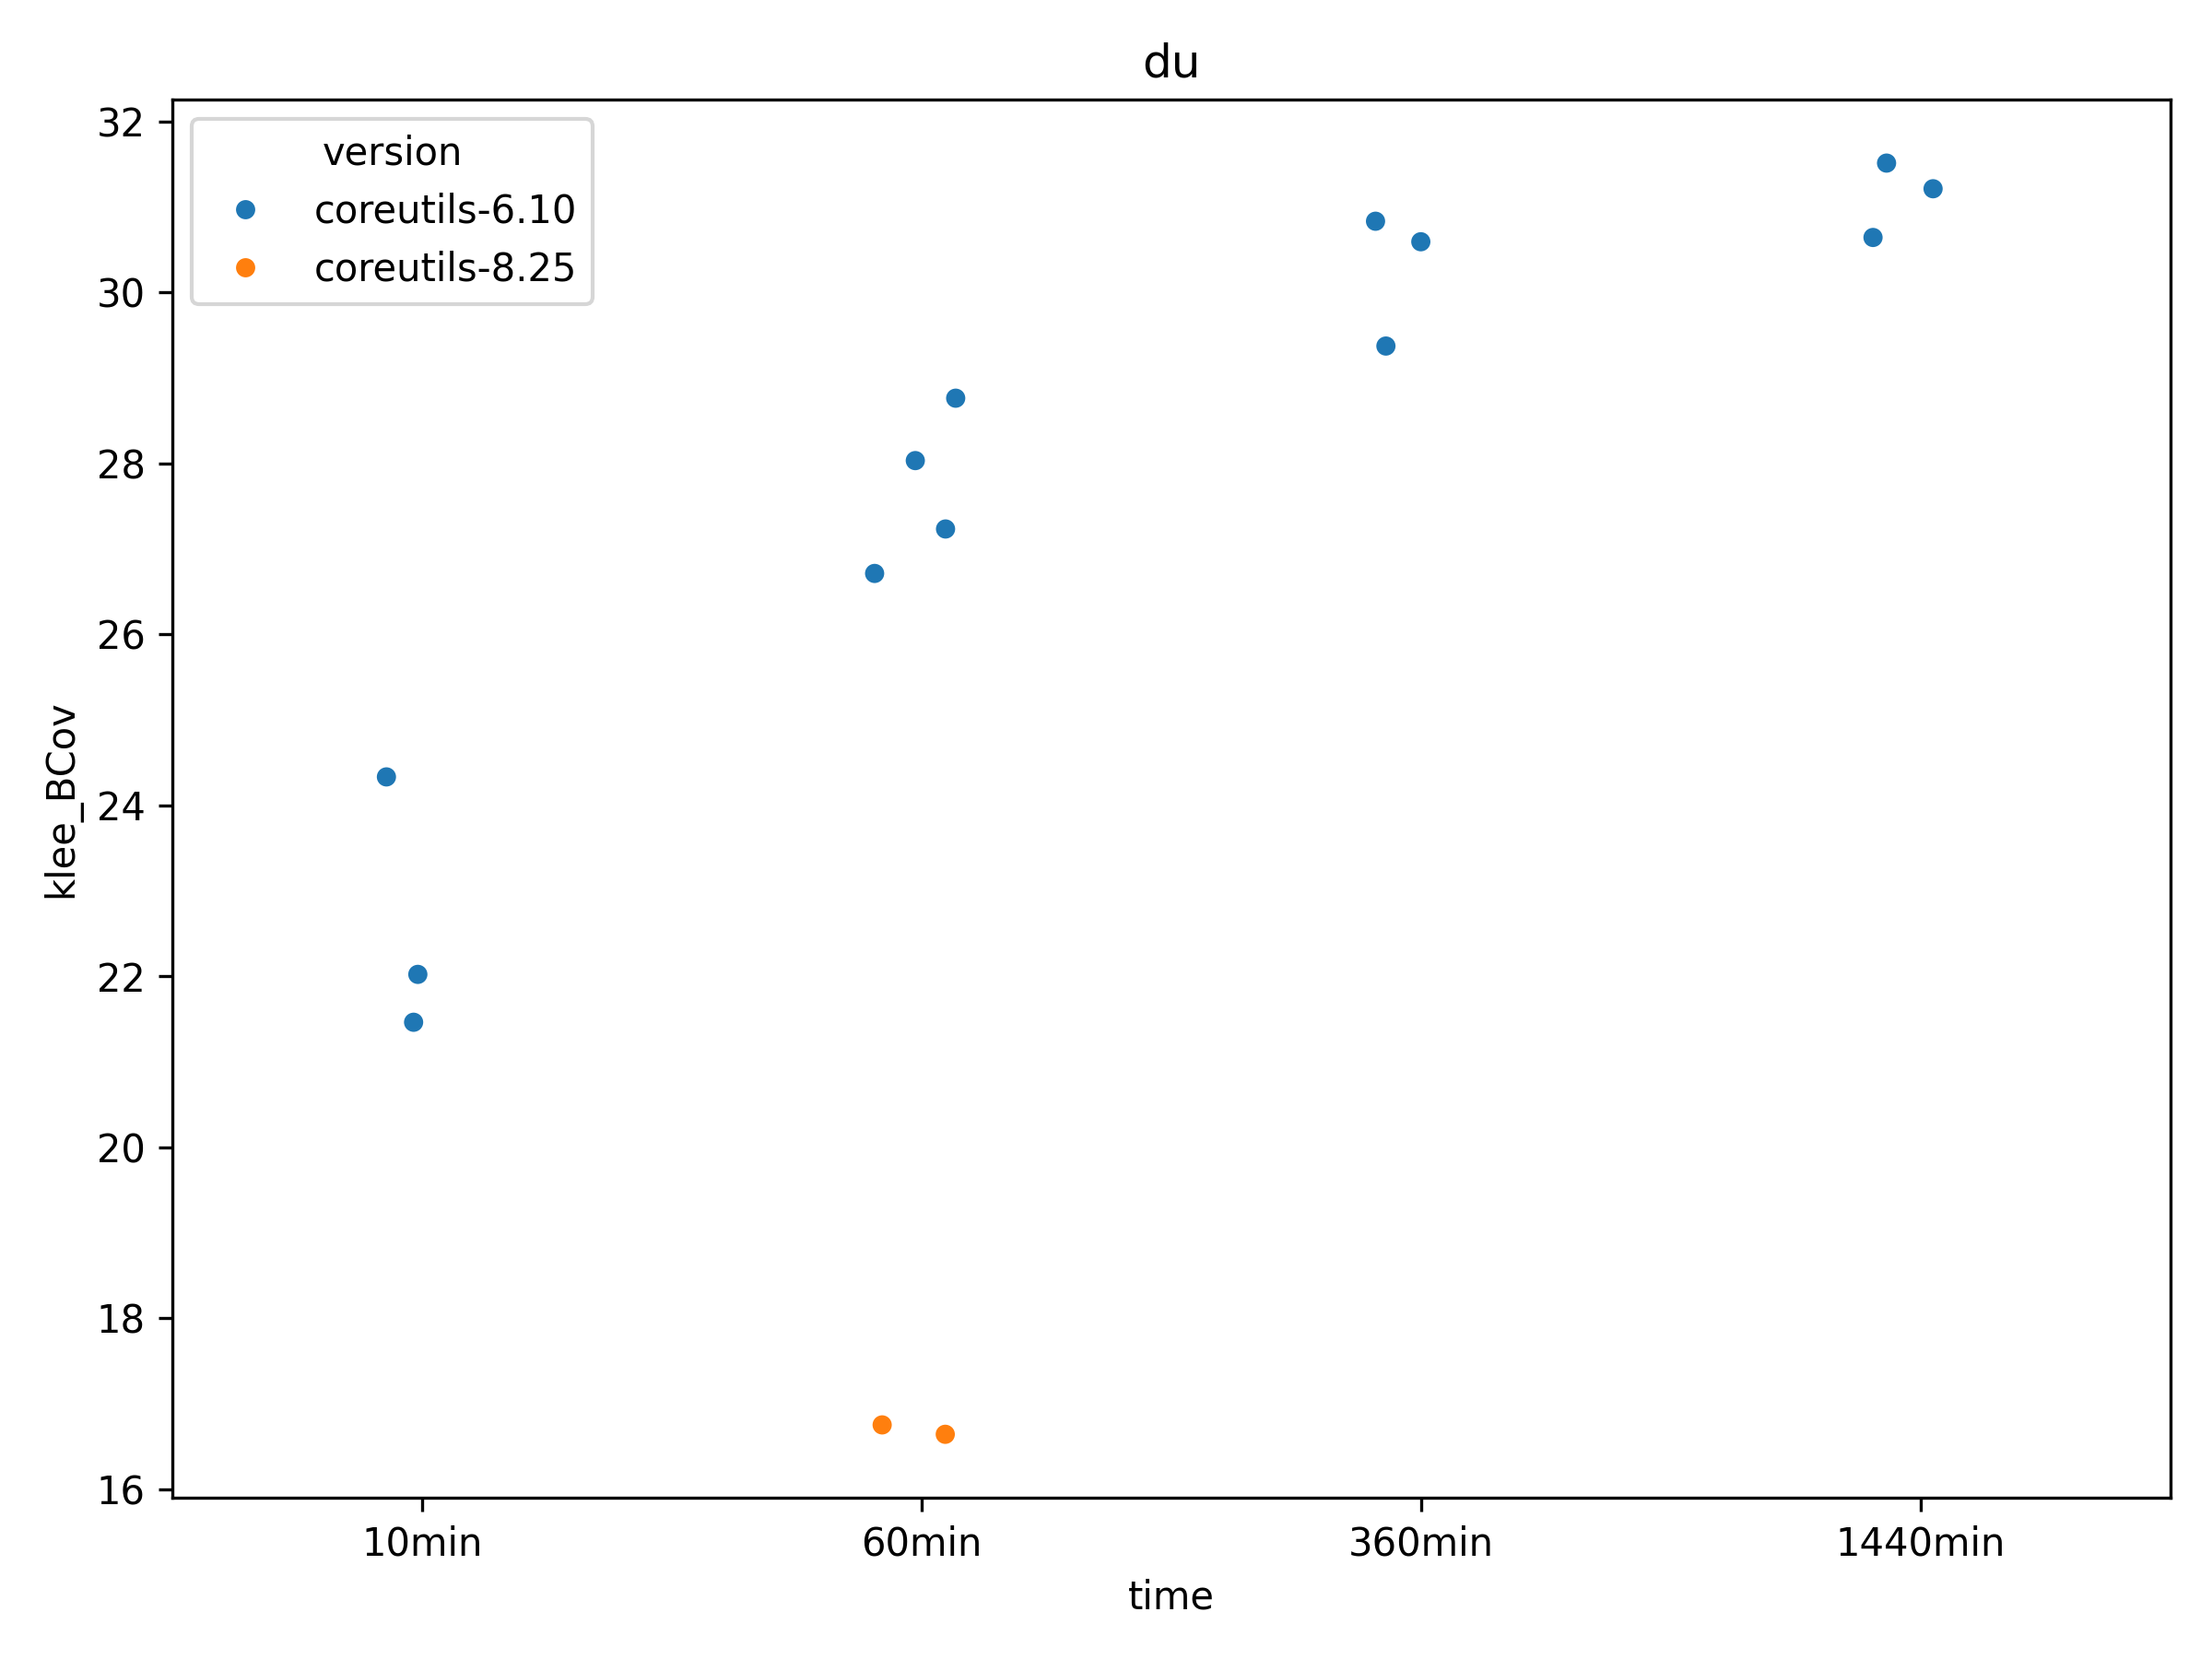 du
version
coreutils-6.10
coreutils-8.25
32
30
28
26
24
22
20
18
16
klee_BCov
10min
60min
360min
1440min
time